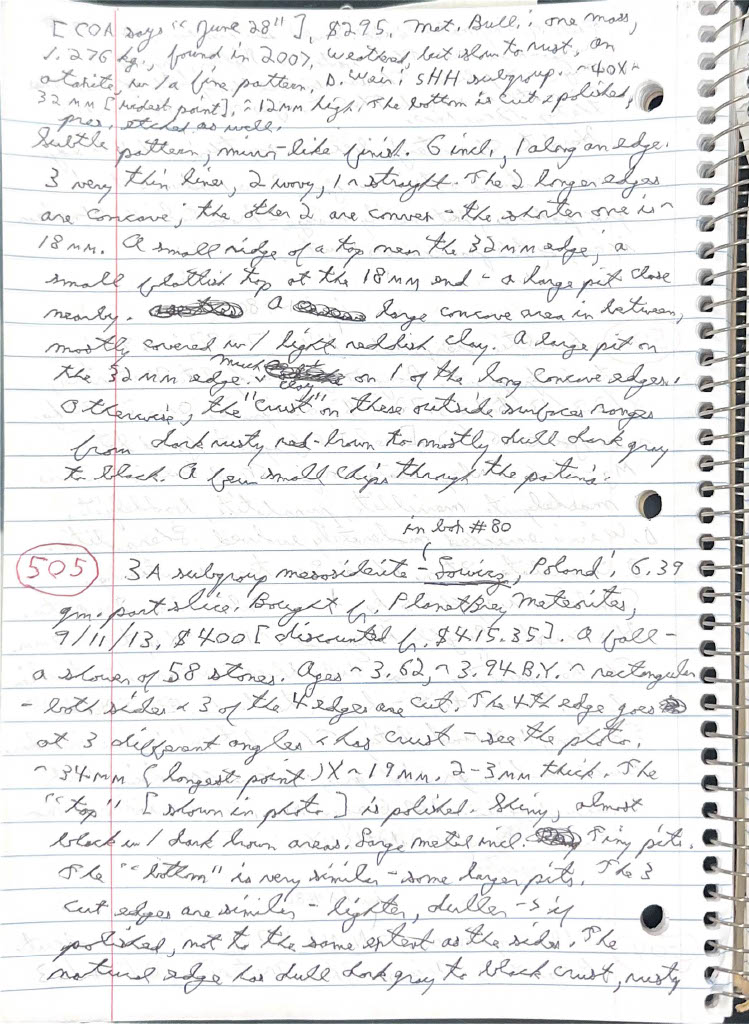 [COA says "June 28"], $295. Met. Bull.: one mass,
1.276 kg., found in 2007, weathered, but slow to rust, an
ataxite, w/a fine pattern, D. Weir: SHH subgroup. ~40X~
32 mm [widest point], ~12mm high. The bottom is cut & polished,
pres. etched as well.
Subtle pattern, mirror-like finish. 6 incl., 1 along an edge.
3 very thin lines, 2 wavy, 1 ~ straight. The 2 longer edges
are concave; the other 2 are convex - the shorter one is ~
18 mm. A small ridge of a top near the 32mm edge, a
small flattish top at the 18 mm end - a large pit close
nearby. A large concave area in between,
mostly covered w/ light reddish clay. A large pit on
the 32 mm edge. much clay on 1 of the long concave edges.
Otherwise, the "crust" on these outside surfaces ranges
from dark rusty red-brown to mostly dull dark gray
to black. A few small chips through the patina.
in box #80
505 3A subgroup mesosiderite - Lowicz, Poland; 6.39
gm. part slice. Bought fr. PlanetBrey Meteorites,
9/11/13, $400 [discounted fr. $415.35]. A fall -
a shower of 58 stones. Ages ~3.62, ~3.94 B.Y. ~ rectangular
- both sides & 3 of the 4 edges are cut. The 4th edge goes
at 3 different angles & has crust - see the photo.
~34mm (longest point) X ~19mm. 2-3mm thick. The
"top" [shown in photo] is polished. Shiny, almost
black w/ dark brown areas. Large metal incl. Tiny pits.
The "bottom" is very similar - some larger pits. The 3
cut edges are similar - lighter, duller - if
polished, not to the same extent as the sides. The
natural edge has dull dark gray to black crust, rusty